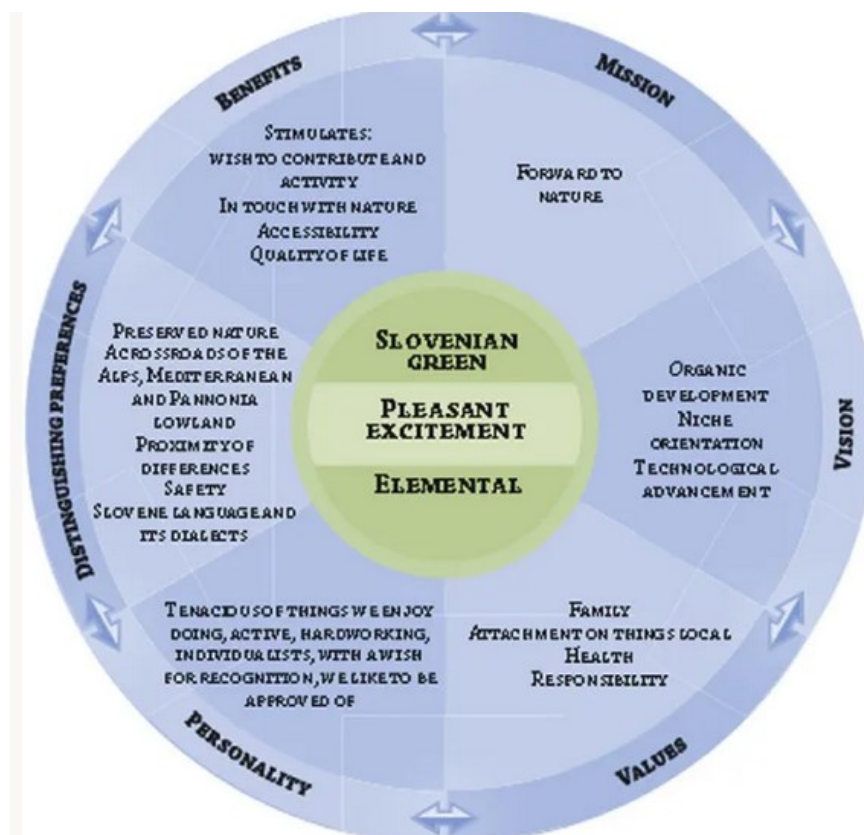 BENEFITS
STIMULATES:
WISH TO CONTRIBUTE AND
ACTIVITY
IN TOUCH WITH NATURE
ACCESSIBILITY
QUALITY OF LIFE
MISSION
FORWARD TO
NATURE
DISTINGUISHING PREFERENCES
PRESERVED NATURE
A CROSSROADS OF THE
ALPS, MEDITERRANEAN
AND PANNONIA
LOWLAND
PROXIMITY OF
DIFFERENCES
SAFETY
SLOVENE LANGUAGE AND
ITS DIALECTS
SLOVENIAN
GREEN
PLEASANT
EXCITEMENT
ELEMENTAL
VISION
ORGANIC
DEVELOPMENT
NICHE
ORIENTATION
TECHNOLOGICAL
ADVANCEMENT
PERSONALITY
TENACIOUS OF THINGS WE ENJOY
DOING, ACTIVE, HARDWORKING,
INDIVIDUALISTS, WITH A WISH
FOR RECOGNITION, WE LIKE TO BE
APPROVED OF
VALUES
FAMILY
ATTACHMENT ON THINGS LOCAL
HEALTH
RESPONSIBILITY